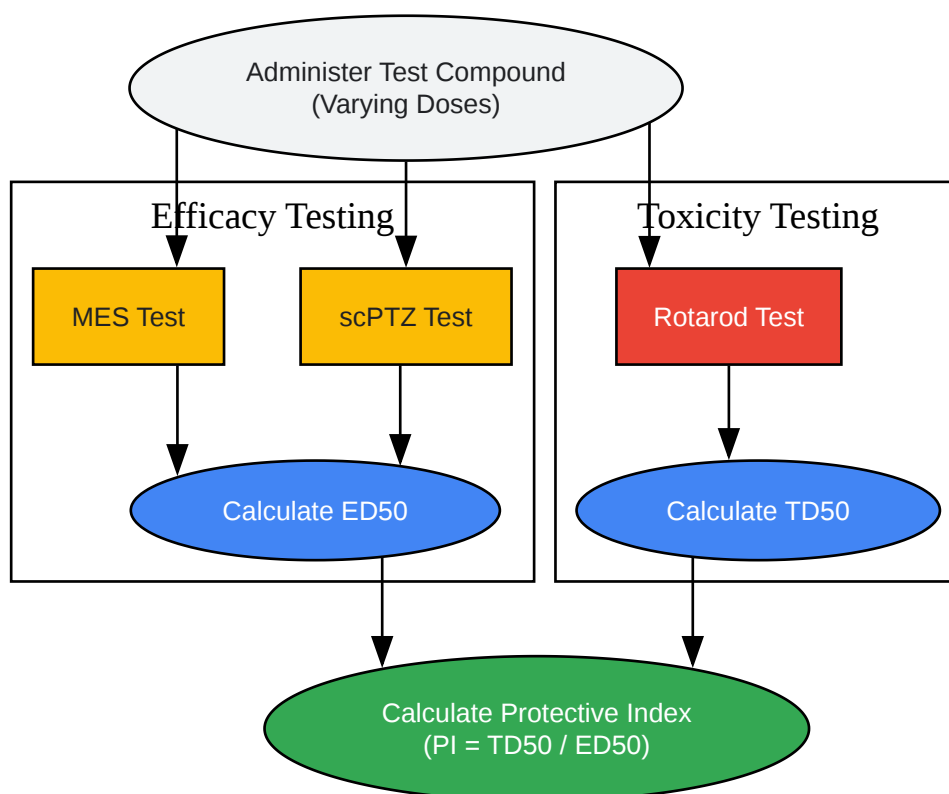 Administer Test Compound
(Varying Doses)
Efficacy Testing
Toxicity Testing
MES Test
scPTZ Test
Rotarod Test
Calculate ED50
Calculate TD50
Calculate Protective Index
(PI = TD50 / ED50)